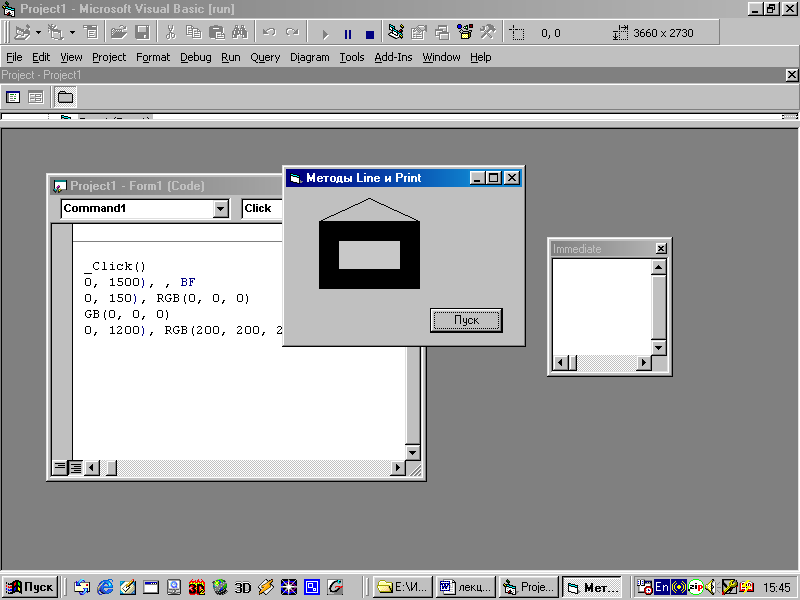 Project1 - Microsoft Visual Basic [run]
0, 0
3660 x 2730
File Edit View Project Format Debug Run Query Diagram Tools Add-Ins Window Help
Project - Project1
Project1 - Form1 (Code)
Command1
Click
_Click()
0, 1500), , BF
0, 150), RGB(0, 0, 0)
GB(0, 0, 0)
0, 1200), RGB(200, 200, 2
Методы Line и Print
Пуск
Immediate
Пуск
3D
3D
E:\И...
лекц...
Proje...
Мет...
En
zip
15:45